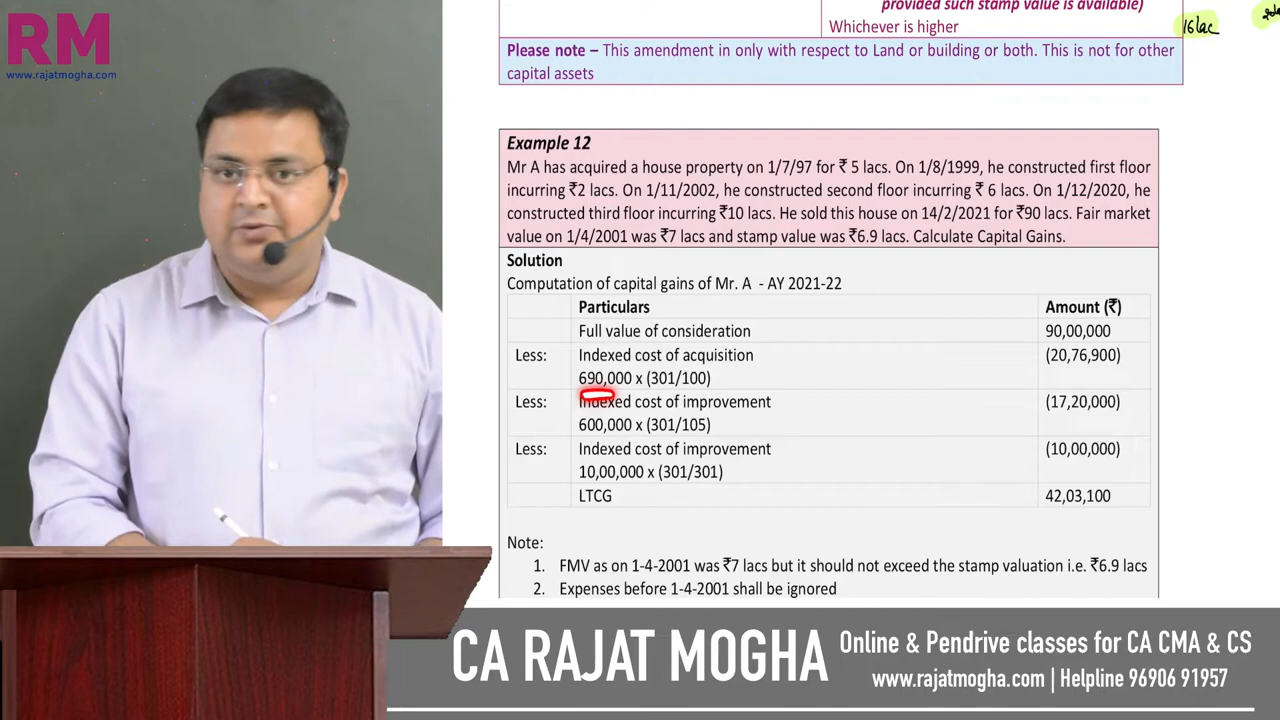 RM
www.rajatmogha.com
provided such stamp value is available)
Whichever is higher
16 lac
Please note – This amendment in only with respect to Land or building or both. This is not for other
capital assets
Example 12
Mr A has acquired a house property on 1/7/97 for ₹ 5 lacs. On 1/8/1999, he constructed first floor
incurring ₹2 lacs. On 1/11/2002, he constructed second floor incurring ₹ 6 lacs. On 1/12/2020, he
constructed third floor incurring ₹10 lacs. He sold this house on 14/2/2021 for ₹90 lacs. Fair market
value on 1/4/2001 was ₹7 lacs and stamp value was ₹6.9 lacs. Calculate Capital Gains.
Solution
Computation of capital gains of Mr. A - AY 2021-22
Particulars Amount (₹)
Full value of consideration 90,00,000
Less: Indexed cost of acquisition (20,76,900)
690,000 x (301/100)
Less: Indexed cost of improvement (17,20,000)
600,000 x (301/105)
Less: Indexed cost of improvement (10,00,000)
10,00,000 x (301/301)
LTCG 42,03,100
Note:
1. FMV as on 1-4-2001 was ₹7 lacs but it should not exceed the stamp valuation i.e. ₹6.9 lacs
2. Expenses before 1-4-2001 shall be ignored
CA RAJAT MOGHA
Online & Pendrive classes for CA CMA & CS
www.rajatmogha.com | Helpline 96906 91957